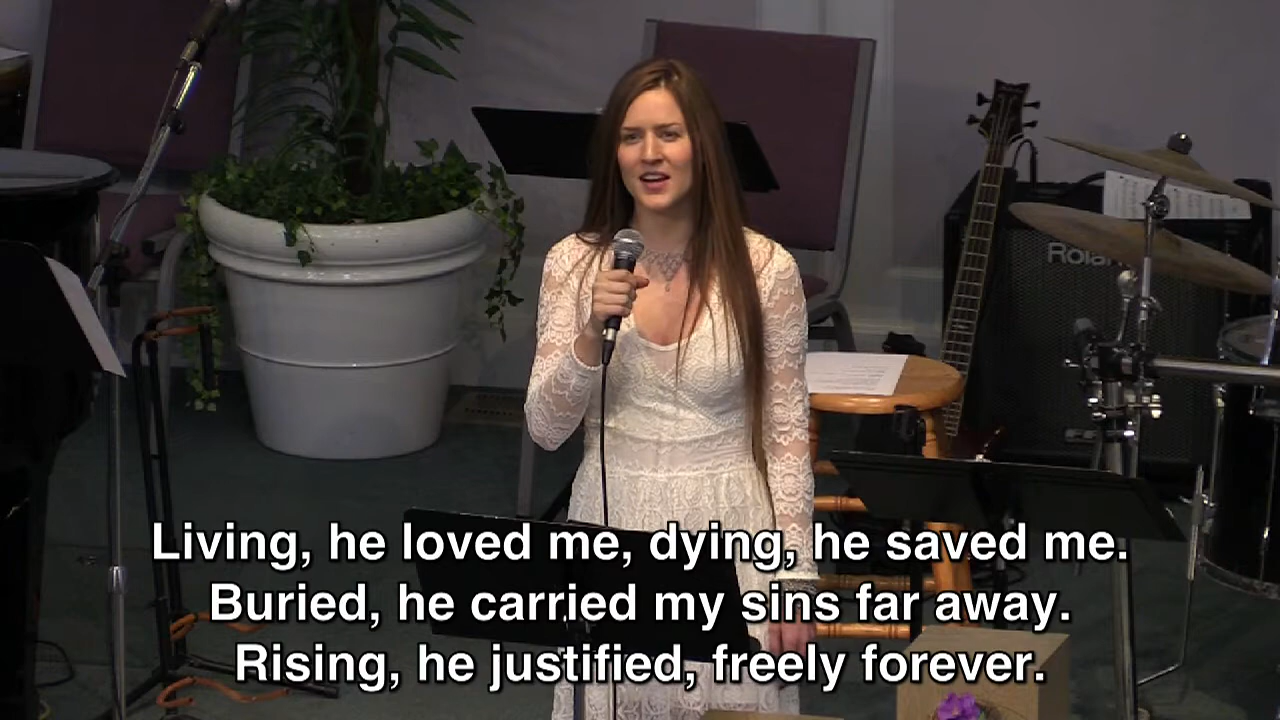 Roland
Living, he loved me, dying, he saved me.
Buried, he carried my sins far away.
Rising, he justified, freely forever.